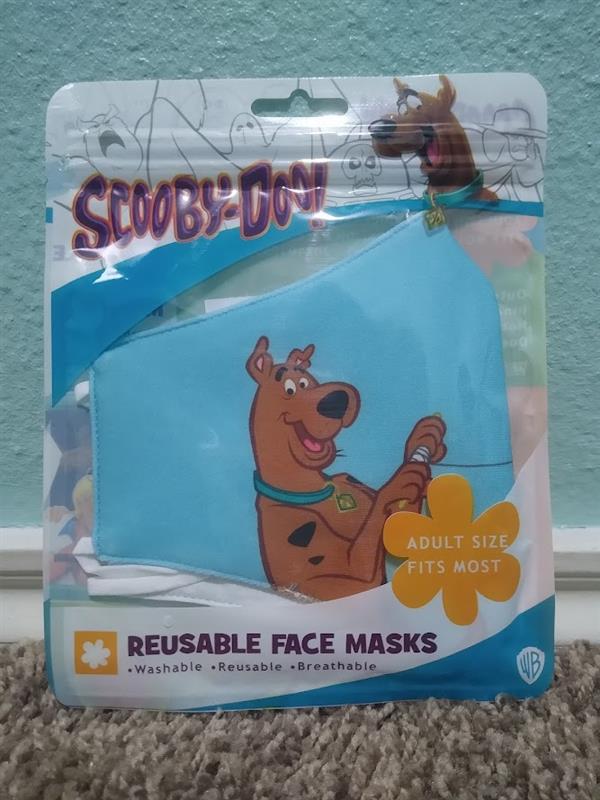 SCOOBY-DOO!
ADULT SIZE
FITS MOST
REUSABLE FACE MASKS
•Washable •Reusable •Breathable
WB